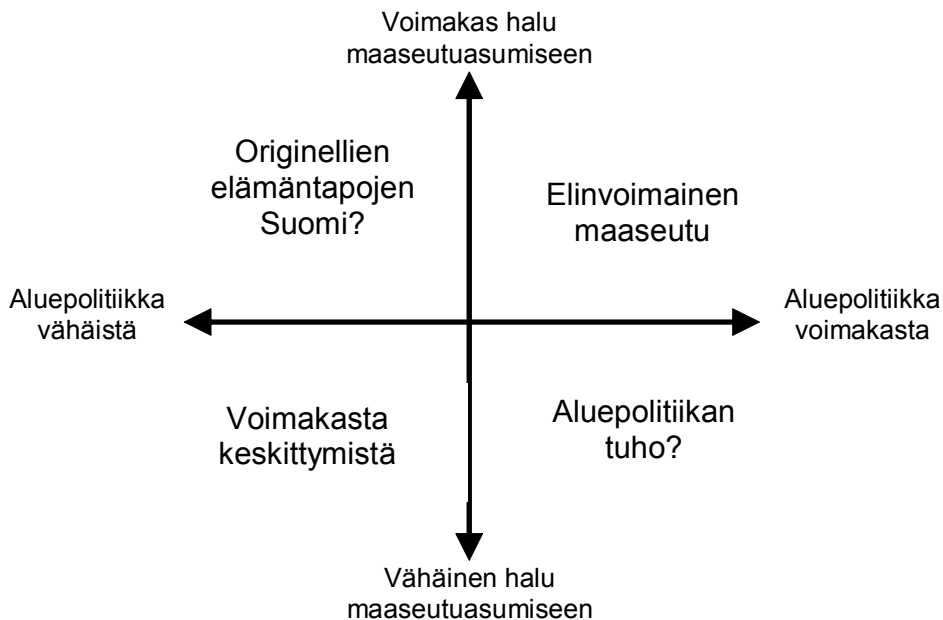 Voimakas halu
maaseutuasumiseen
Originellien
elämäntapojen
Suomi?
Elinvoimainen
maaseutu
Aluepolitiikka
vähäistä
Aluepolitiikka
voimakasta
Voimakasta
keskittymistä
Aluepolitiikan
tuho?
Vähäinen halu
maaseutuasumiseen